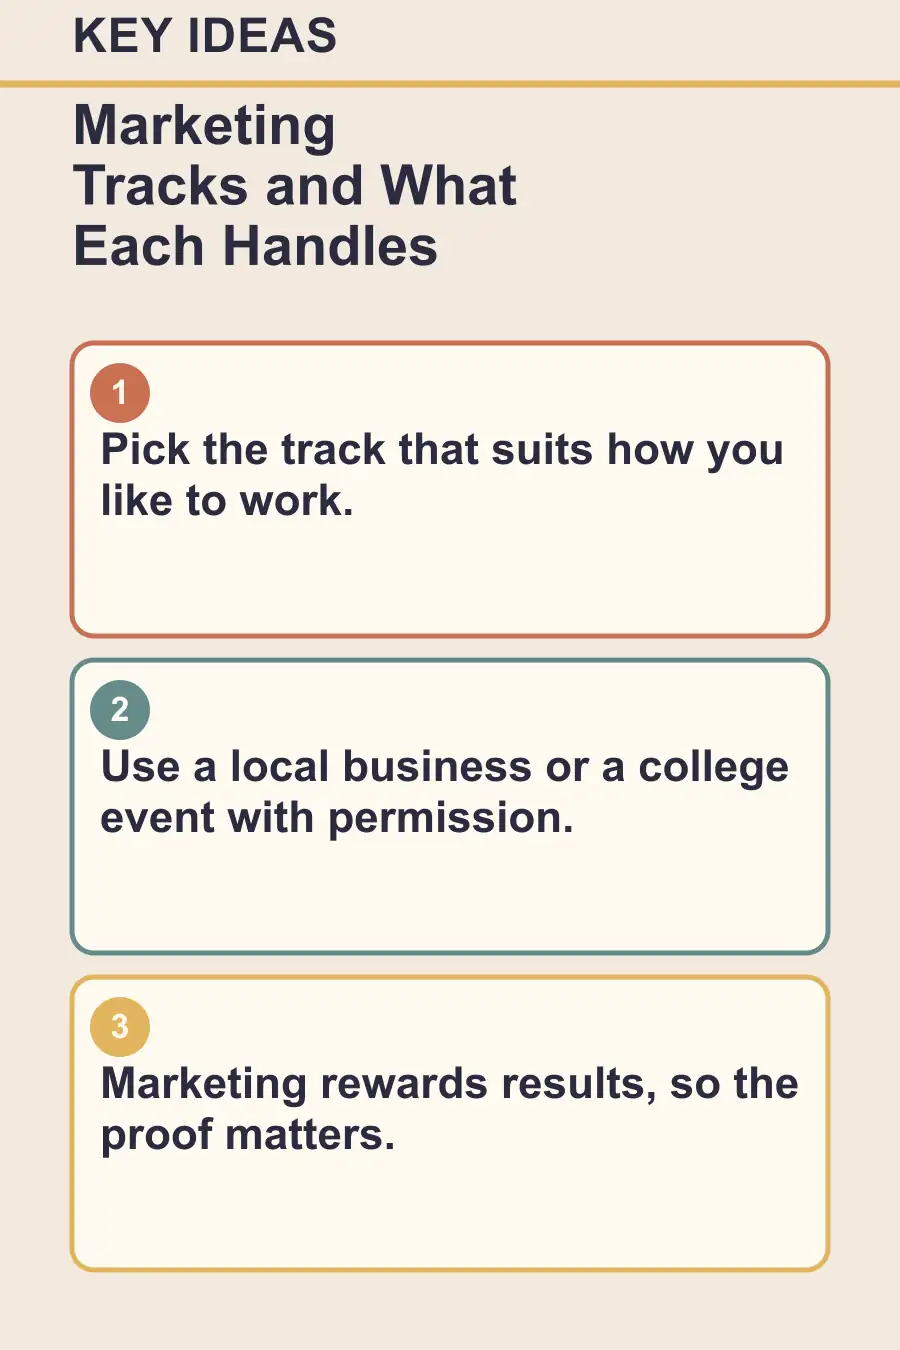 KEY IDEAS
Marketing
Tracks and What
Each Handles
1
Pick the track that suits how you
like to work.
2
Use a local business or a college
event with permission.
3
Marketing rewards results, so the
proof matters.